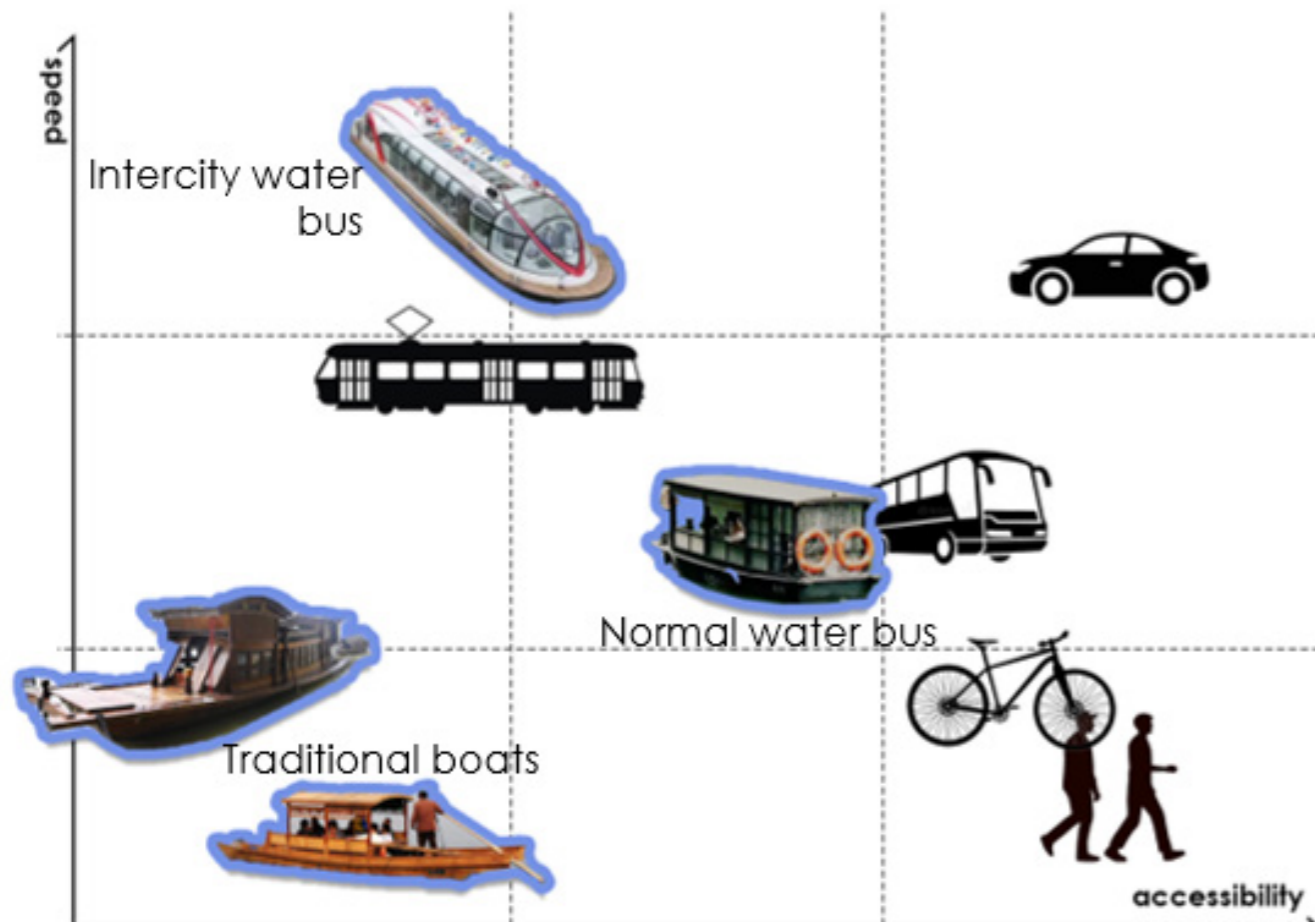 speed
Intercity water
bus
Normal water bus
Traditional boats
accessibility